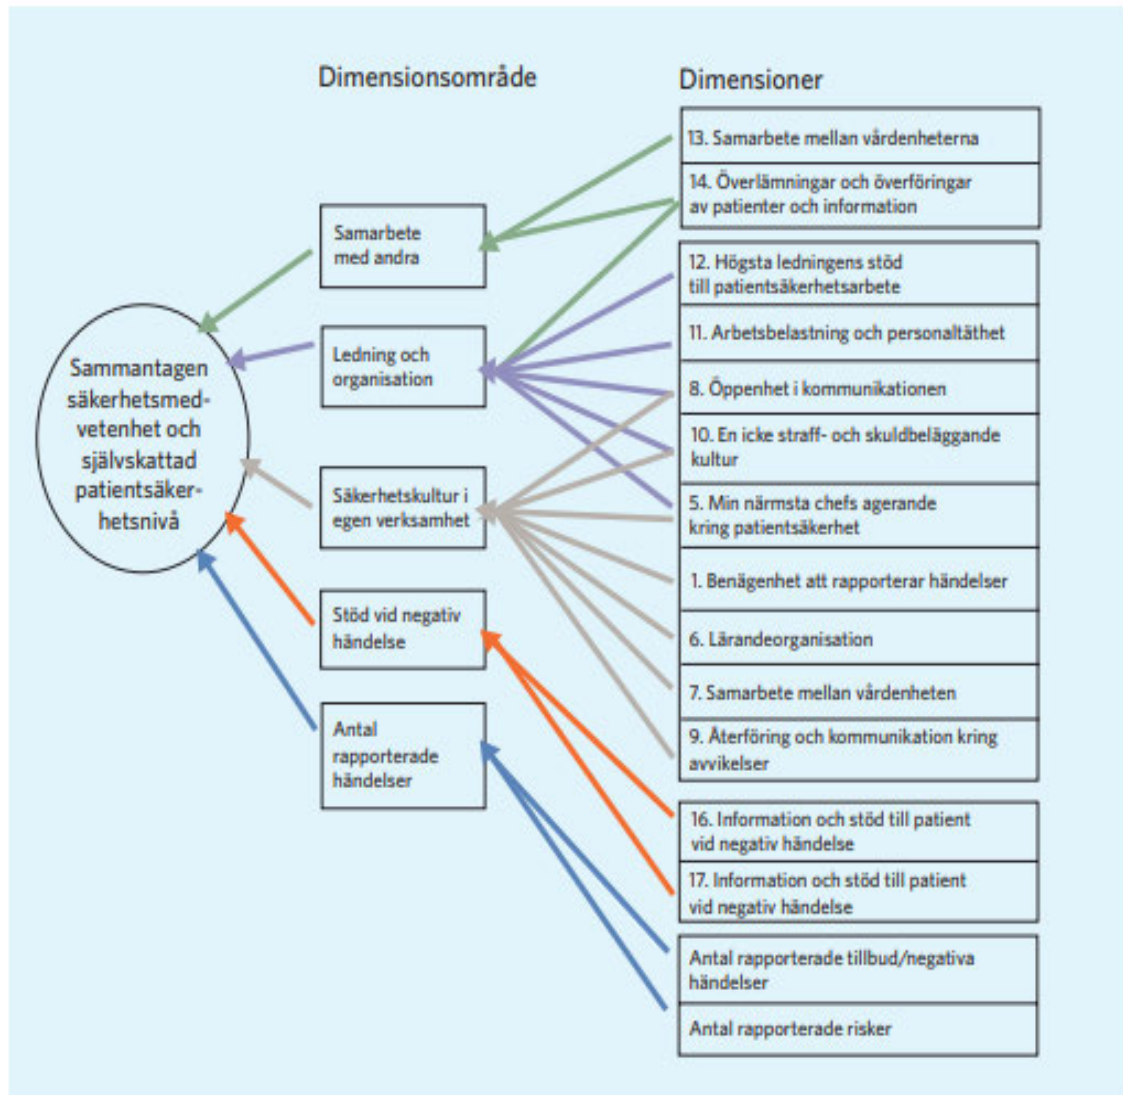 Dimensionsområde
Dimensioner
Sammantagen
säkerhetsmed-
vetenhet och
självskattad
patientsäker-
hetsnivå
Samarbete
med andra
Ledning och
organisation
Säkerhetskultur i
egen verksamhet
Stöd vid negativ
händelse
Antal
rapporterade
händelser
13. Samarbete mellan vårdenheterna
14. Överlämningar och överföringar
av patienter och information
12. Högsta ledningens stöd
till patientsäkerhetsarbete
11. Arbetsbelastning och personaltäthet
8. Öppenhet i kommunikationen
10. En icke straff- och skuldbeläggande
kultur
5. Min närmsta chefs agerande
kring patientsäkerhet
1. Benägenhet att rapporterar händelser
6. Lärandeorganisation
7. Samarbete mellan vårdenheten
9. Återföring och kommunikation kring
avvikelser
16. Information och stöd till patient
vid negativ händelse
17. Information och stöd till patient
vid negativ händelse
Antal rapporterade tillbud/negativa
händelser
Antal rapporterade risker